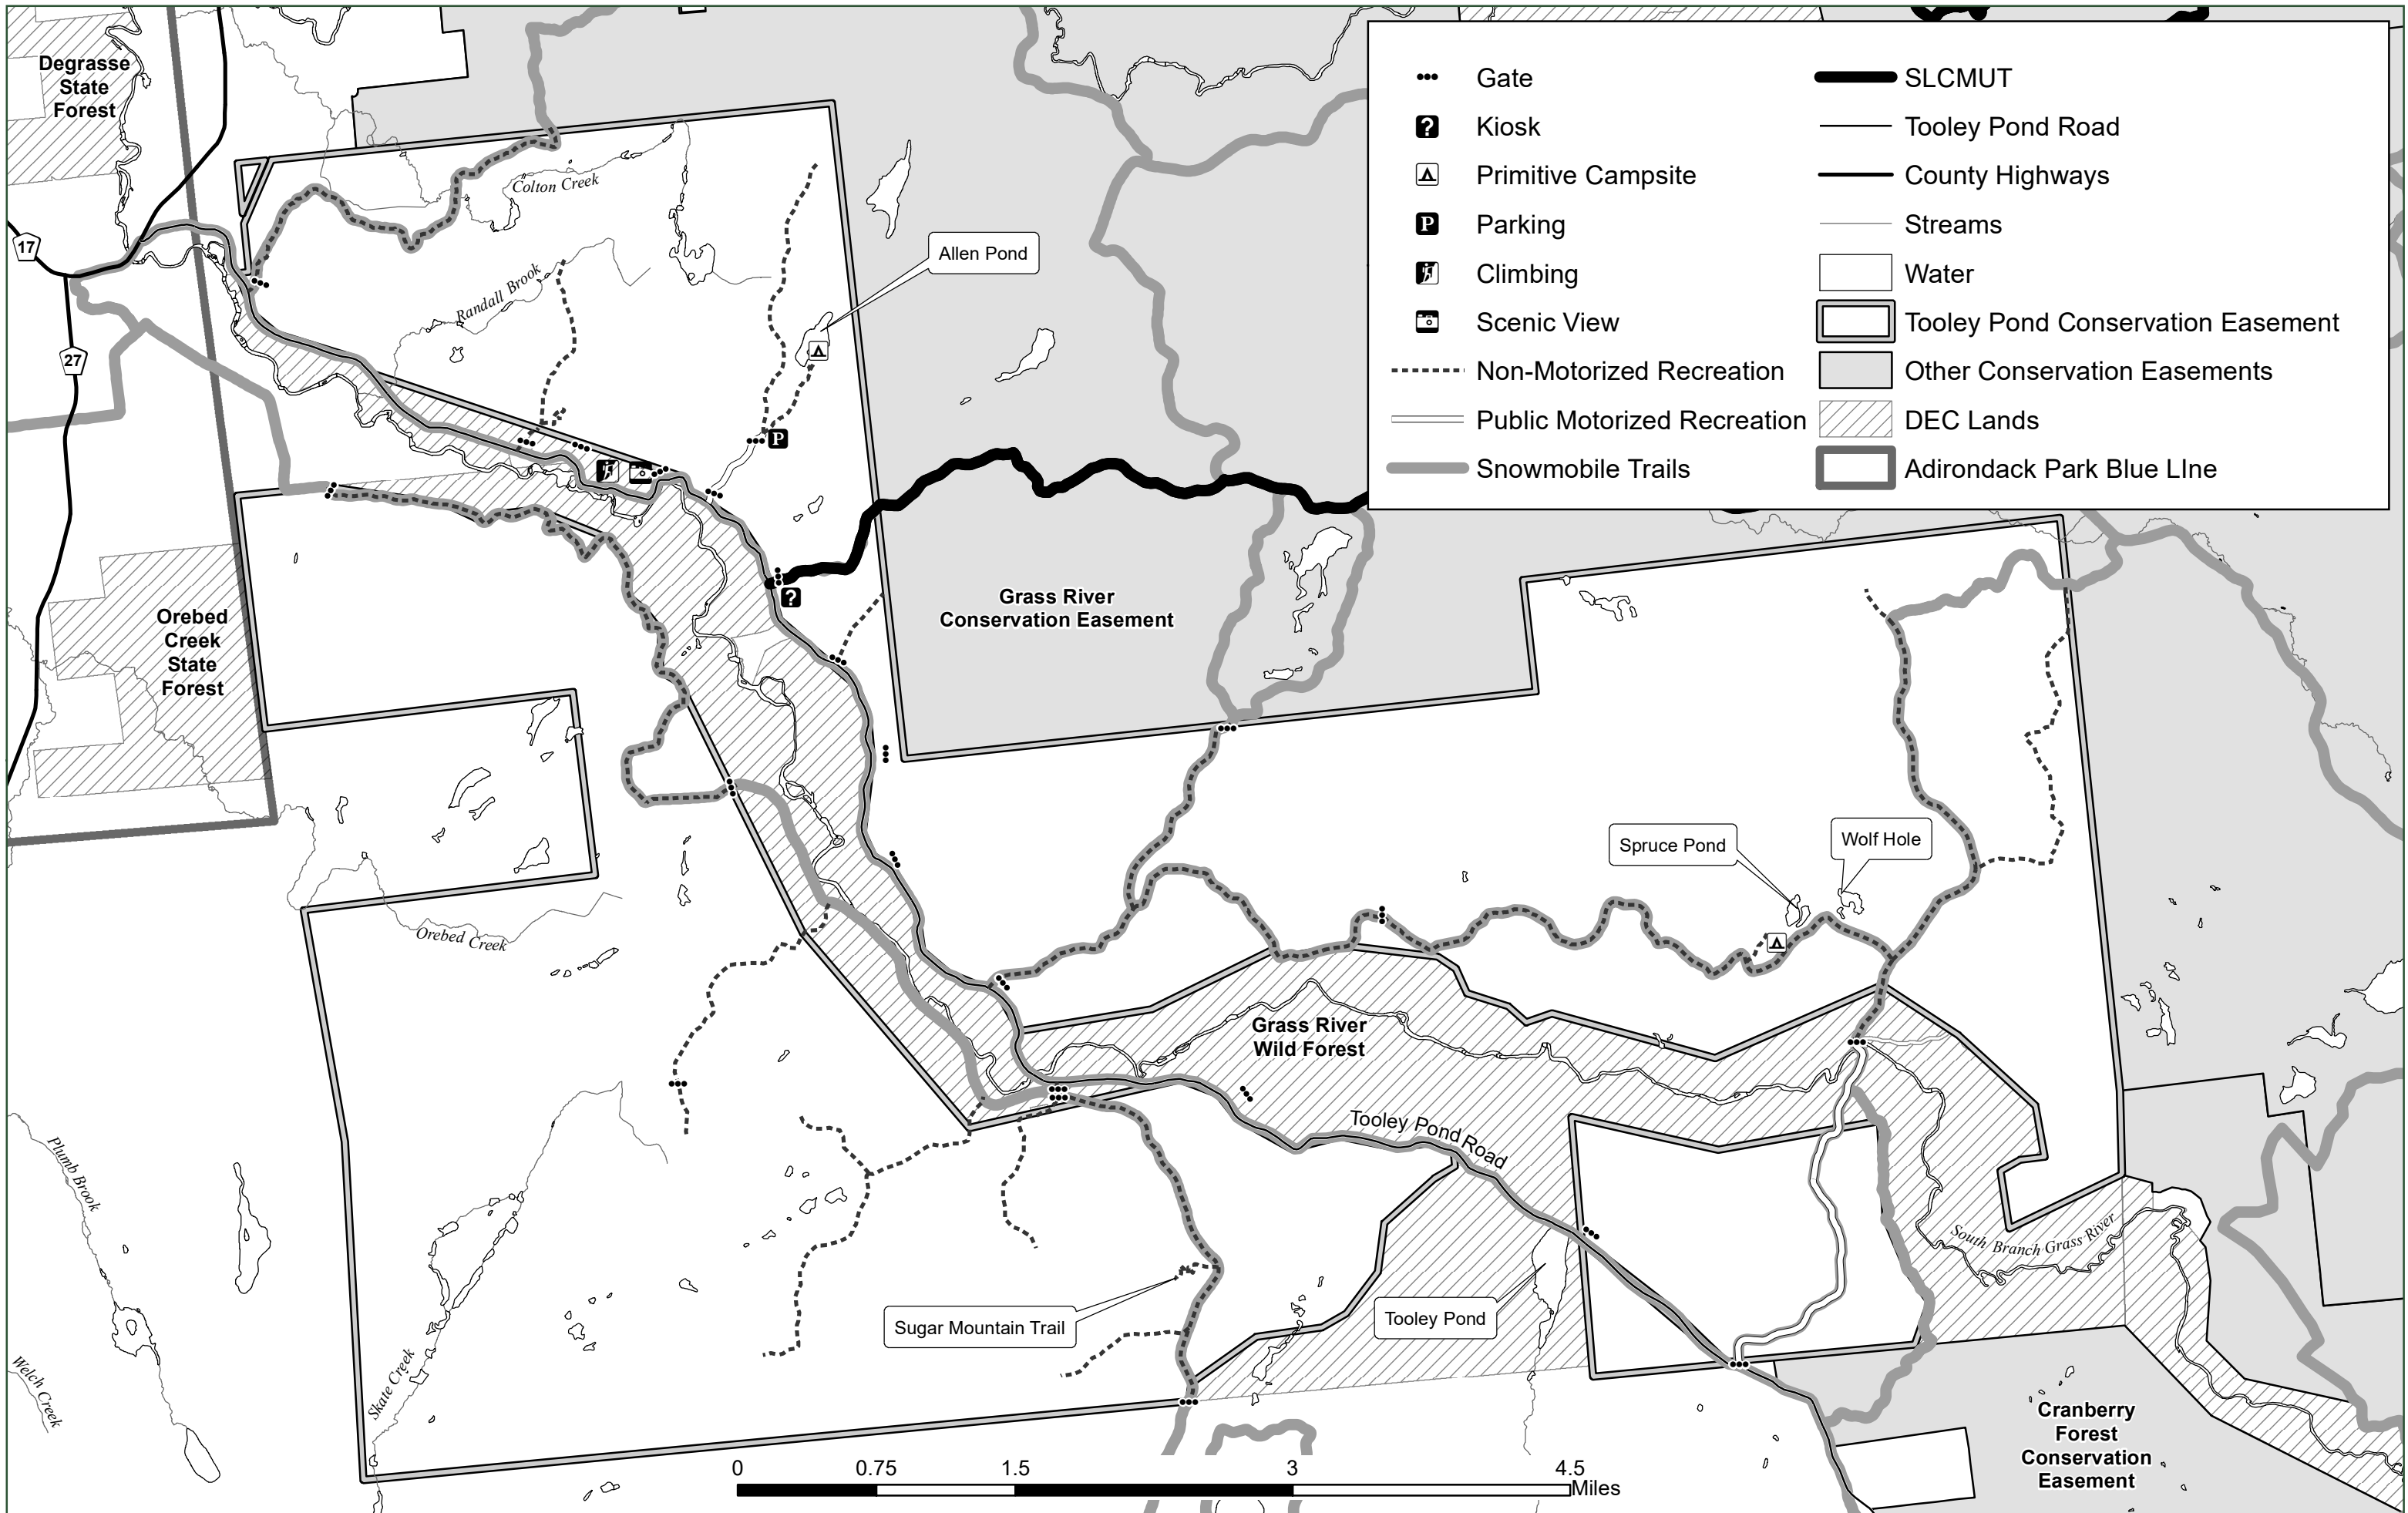 Degrasse
State
Forest
17
27
Orebed
Creek
State
Forest
Colton Creek
Randall Brook
Allen Pond
P
?
Grass River
Conservation Easement
Gate
?
Kiosk
Primitive Campsite
P
Parking
Climbing
Scenic View
Non-Motorized Recreation
Public Motorized Recreation
Snowmobile Trails
SLCMUT
Tooley Pond Road
County Highways
Streams
Water
Tooley Pond Conservation Easement
Other Conservation Easements
DEC Lands
Adirondack Park Blue LIne
Spruce Pond
Wolf Hole
Orebed Creek
Grass River
Wild Forest
Tooley Pond Road
South Branch Grass River
Plumb Brook
Welch Creek
Skate Creek
Sugar Mountain Trail
Tooley Pond
Cranberry
Forest
Conservation
Easement
0 0.75 1.5 3 4.5
Miles